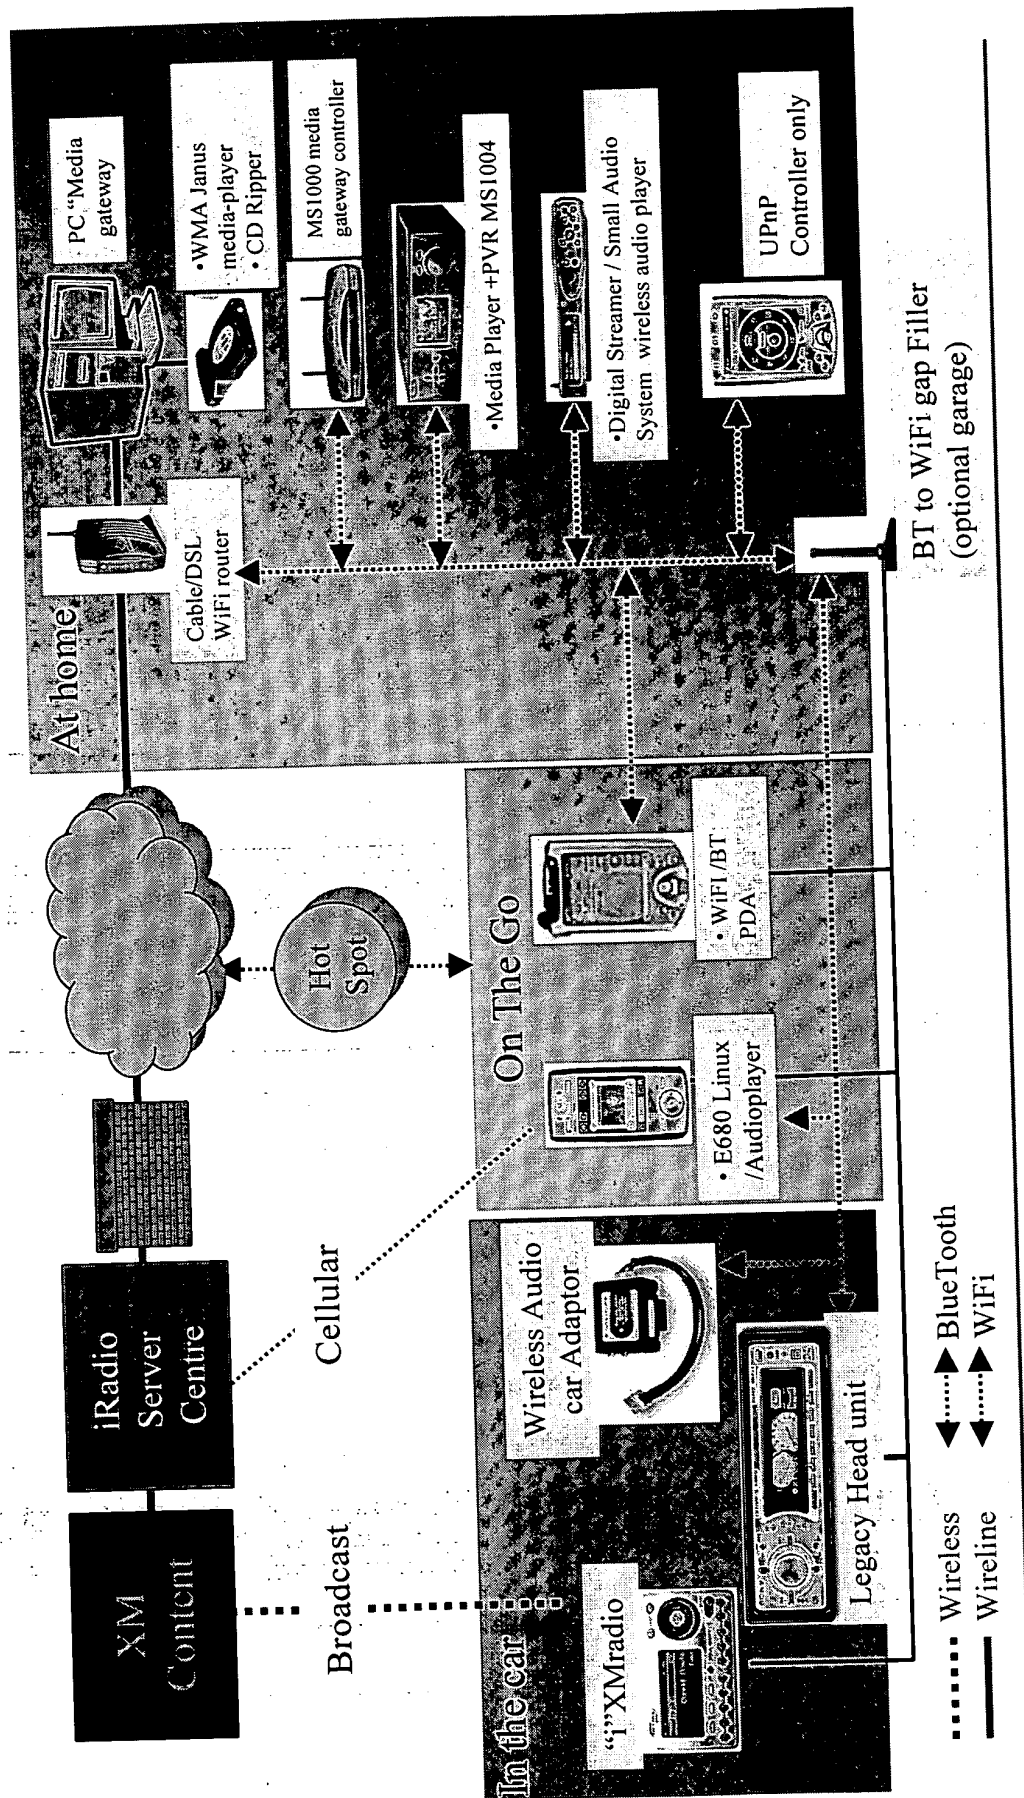 XM
Content
iRadio
Server
Centre
Broadcast
Cellular
Hot
Spot
At home
Cable/DSL
WiFi router
PC “Media
gateway
•WMA Janus
media-player
• CD Ripper
MS1000 media
gateway controller
•Media Player +PVR MS1004
•Digital Streamer / Small Audio
System wireless audio player
UPnP
Controller only
BT to WiFi gap Filler
(optional garage)
On The Go
• E680 Linux
/Audioplayer
• WiFI /BT
PDA
In the car
“i”XMradio
Wireless Audio
car Adaptor
Legacy Head unit
Wireless
Wireline
BlueTooth
WiFi